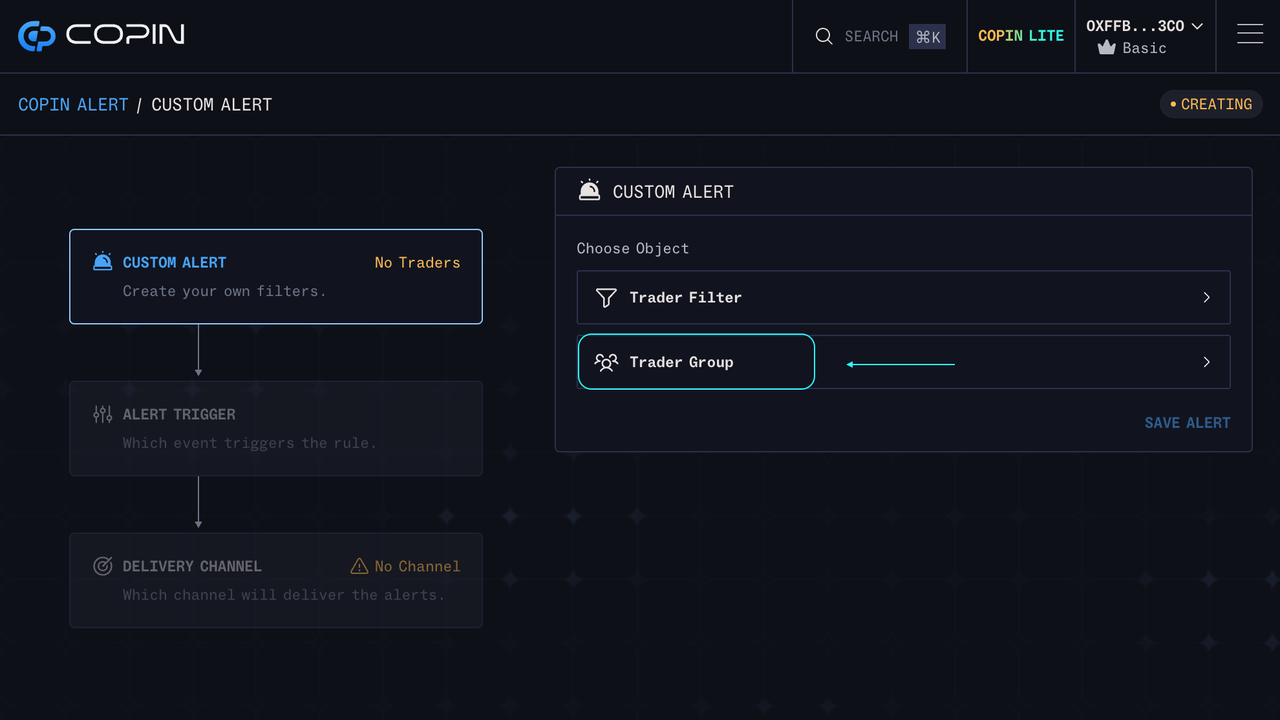 COPIN
SEARCH ⌘K
COPIN LITE
0XFFB...3C0
Basic
COPIN ALERT / CUSTOM ALERT
CREATING
CUSTOM ALERT
No Traders
Create your own filters.
ALERT TRIGGER
Which event triggers the rule.
DELIVERY CHANNEL
No Channel
Which channel will deliver the alerts.
CUSTOM ALERT
Choose Object
Trader Filter
Trader Group
SAVE ALERT